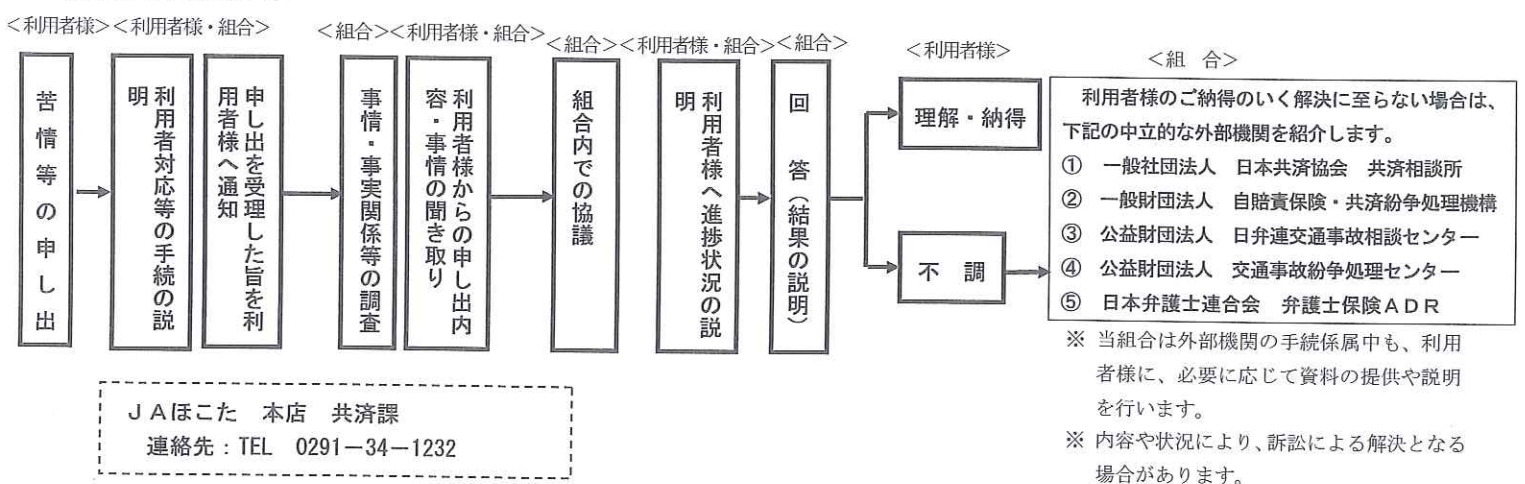 ＜利用者様＞＜利用者様・組合＞
＜組合＞＜利用者様・組合＞
＜組合＞＜利用者様・組合＞＜組合＞
＜利用者様＞
＜組　合＞
苦情等の申し出
利用者対応等の手続の説
明
申し出を受理した旨を利
用者様へ通知
事情・事実関係等の調査
利用者様からの申し出内
容・事情の聞き取り
組合内での協議
利用者様へ進捗状況の説
明
回　答（結果の説明）
理解・納得
不　調
利用者様のご納得のいく解決に至らない場合は、
下記の中立的な外部機関を紹介します。
①　一般社団法人　日本共済協会　共済相談所
②　一般財団法人　自賠責保険・共済紛争処理機構
③　公益財団法人　日弁連交通事故相談センター
④　公益財団法人　交通事故紛争処理センター
⑤　日本弁護士連合会　弁護士保険ＡＤＲ
※ 当組合は外部機関の手続係属中も、利用
者様に、必要に応じて資料の提供や説明
を行います。
※ 内容や状況により、訴訟による解決となる
場合があります。
ＪＡほこた　本店　共済課
連絡先：TEL　0291－34－1232